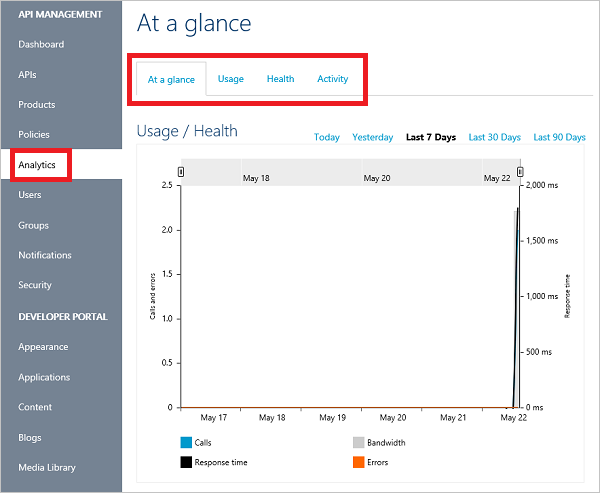 API MANAGEMENT
Dashboard
APIs
Products
Policies
Analytics
Users
Groups
Notifications
Security
DEVELOPER PORTAL
Appearance
Applications
Content
Blogs
Media Library
At a glance
At a glance Usage Health Activity
Usage / Health
Today Yesterday Last 7 Days Last 30 Days Last 90 Days
May 18 May 20 May 22
2.5 2,000 ms
2.0 1,500 ms
1.5
1,000 ms
1.0
500 ms
0.5
0 0 ms
Calls and errors
Response time
May 17 May 18 May 19 May 20 May 21 May 22
Calls Bandwidth
Response time Errors